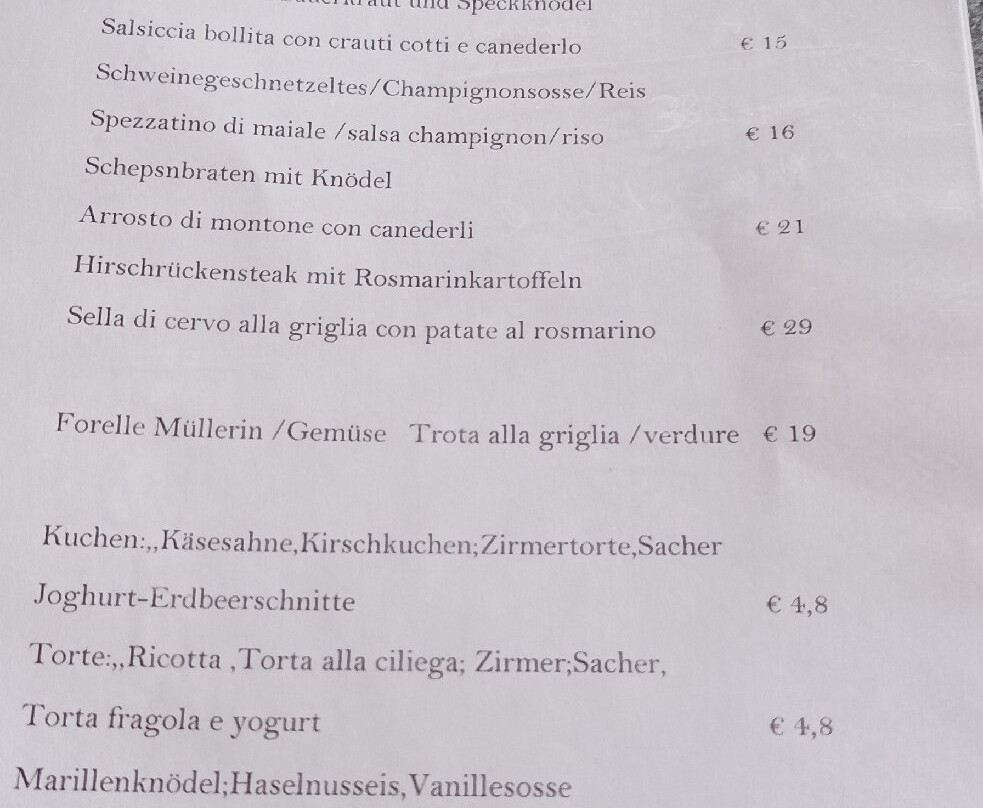 und Speckknödel
Salsiccia bollita con crauti cotti e canederlo € 15
Schweinegeschnetzeltes/Champignonsosse/Reis
Spezzatino di maiale /salsa champignon/riso € 16
Schepsnbraten mit Knödel
Arrosto di montone con canederli € 21
Hirschrückensteak mit Rosmarinkartoffeln
Sella di cervo alla griglia con patate al rosmarino € 29
Forelle Müllerin /Gemüse Trota alla griglia /verdure € 19
Kuchen:,,Käsesahne,Kirschkuchen;Zirmertorte,Sacher
Joghurt-Erdbeerschnitte € 4,8
Torte:,,Ricotta ,Torta alla ciliega; Zirmer;Sacher,
Torta fragola e yogurt € 4,8
Marillenknödel;Haselnusseis,Vanillesosse